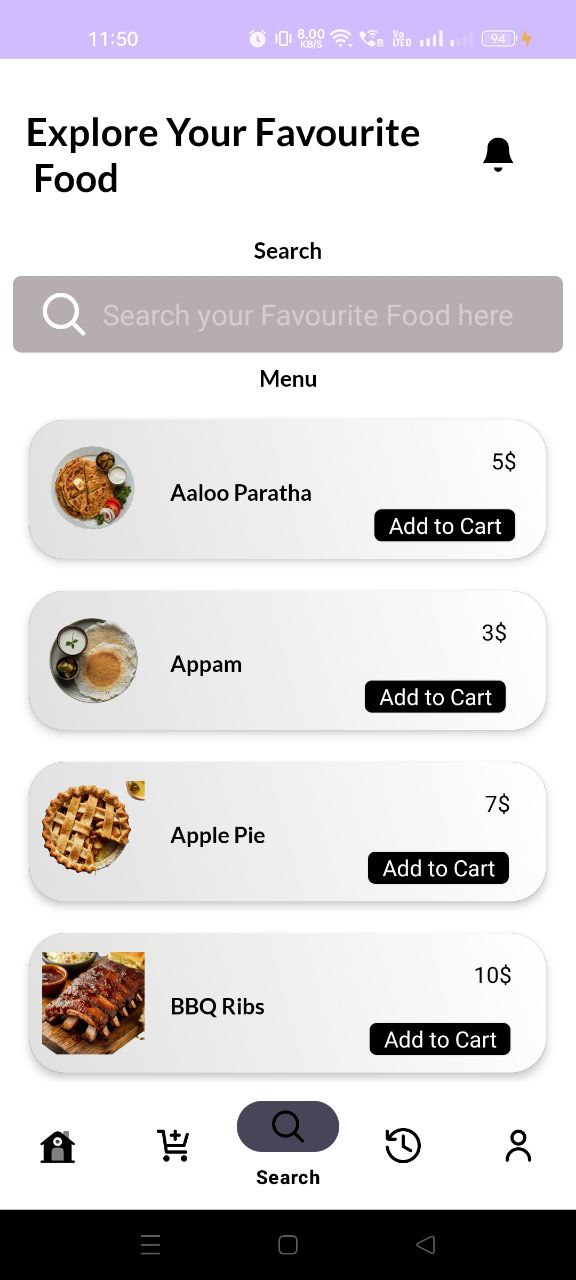 11:50 8.00 KB/S Vo LTED 94
Explore Your Favourite
Food
Search
Search your Favourite Food here
Menu
5$
Aaloo Paratha
Add to Cart
3$
Appam
Add to Cart
7$
Apple Pie
Add to Cart
10$
BBQ Ribs
Add to Cart
Search